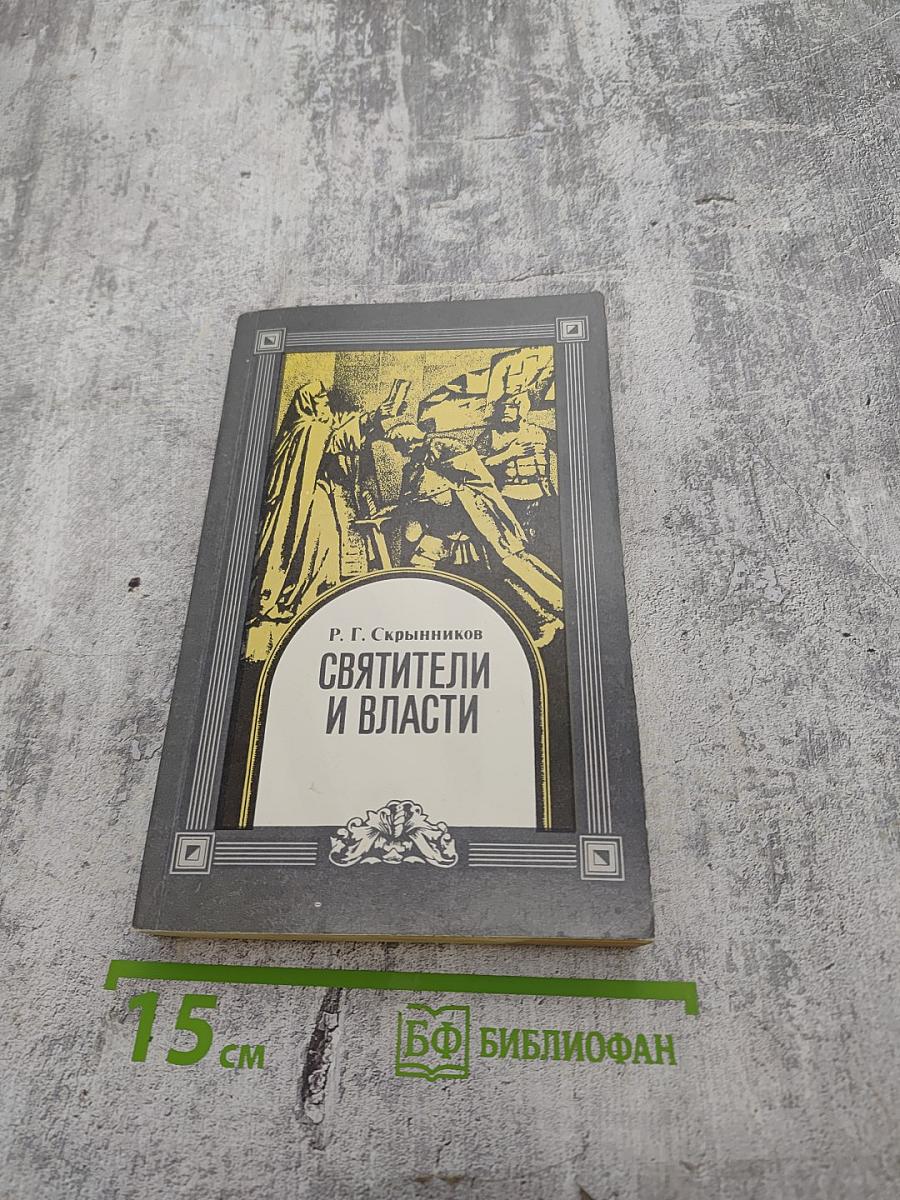 Р. Г. Скрынников
СВЯТИТЕЛИ
И ВЛАСТИ
15 см
БФ БИБЛИОФАН